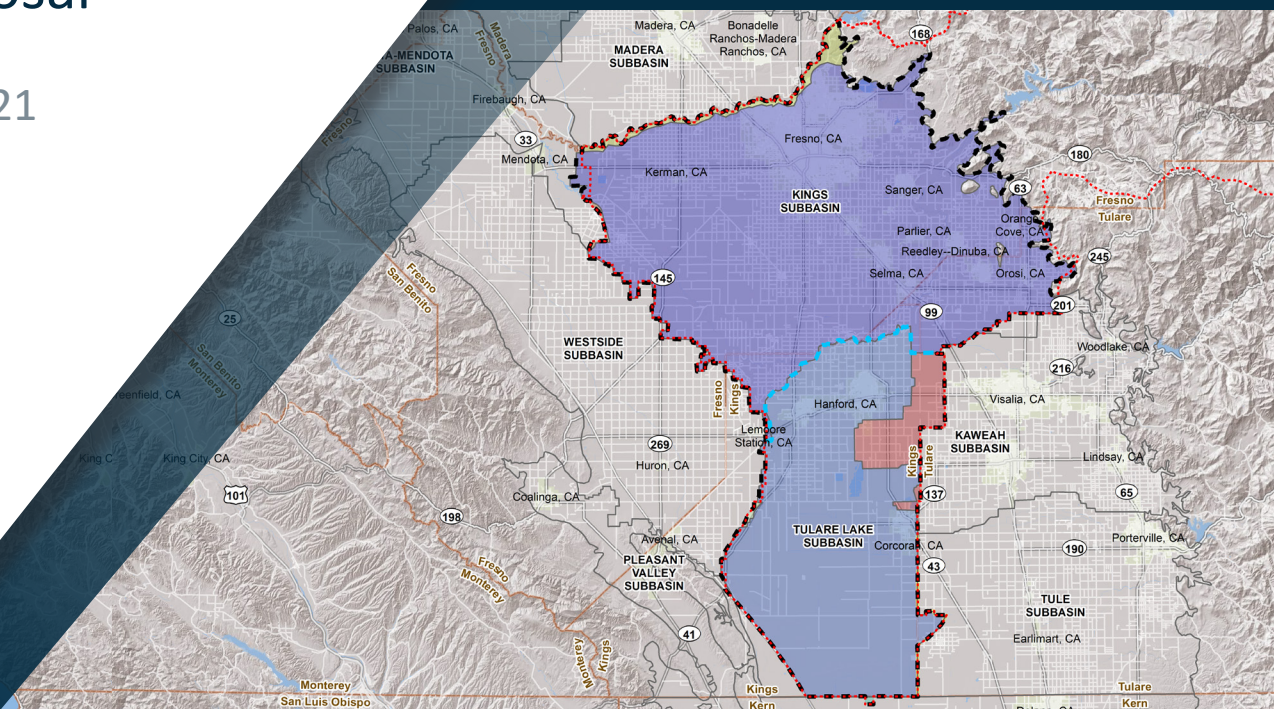 21
Palos, CA
A-MENDOTA
SUBBASIN
Madera
Fresno
Madera, CA
MADERA
SUBBASIN
Bonadelle
Ranchos-Madera
Ranchos, CA
168
Firebaugh, CA
Fresno
33
Mendota, CA
Fresno, CA
Kerman, CA
180
KINGS
SUBBASIN
Sanger, CA
63
Fresno
Tulare
Parlier, CA
Orange
Cove, CA
Reedley--Dinuba, CA
245
Selma, CA
Orosi, CA
Fresno
San Benito
145
201
99
25
San Benito
Monterey
WESTSIDE
SUBBASIN
Woodlake, CA
216
Greenfield, CA
Fresno
Kings
Hanford, CA
Visalia, CA
Lemoore
Station, CA
KAWEAH
SUBBASIN
269
Kings
Tulare
King C
King City, CA
Huron, CA
Lindsay, CA
101
Coalinga, CA
137
65
198
TULARE LAKE
SUBBASIN
Avenal, CA
Corcoran, CA
190
Porterville, CA
Fresno
Monterey
PLEASANT
VALLEY
SUBBASIN
43
TULE
SUBBASIN
41
Earlimart, CA
Monterey
Kings
Monterey
San Luis Obispo
Kings
Kern
Tulare
Kern